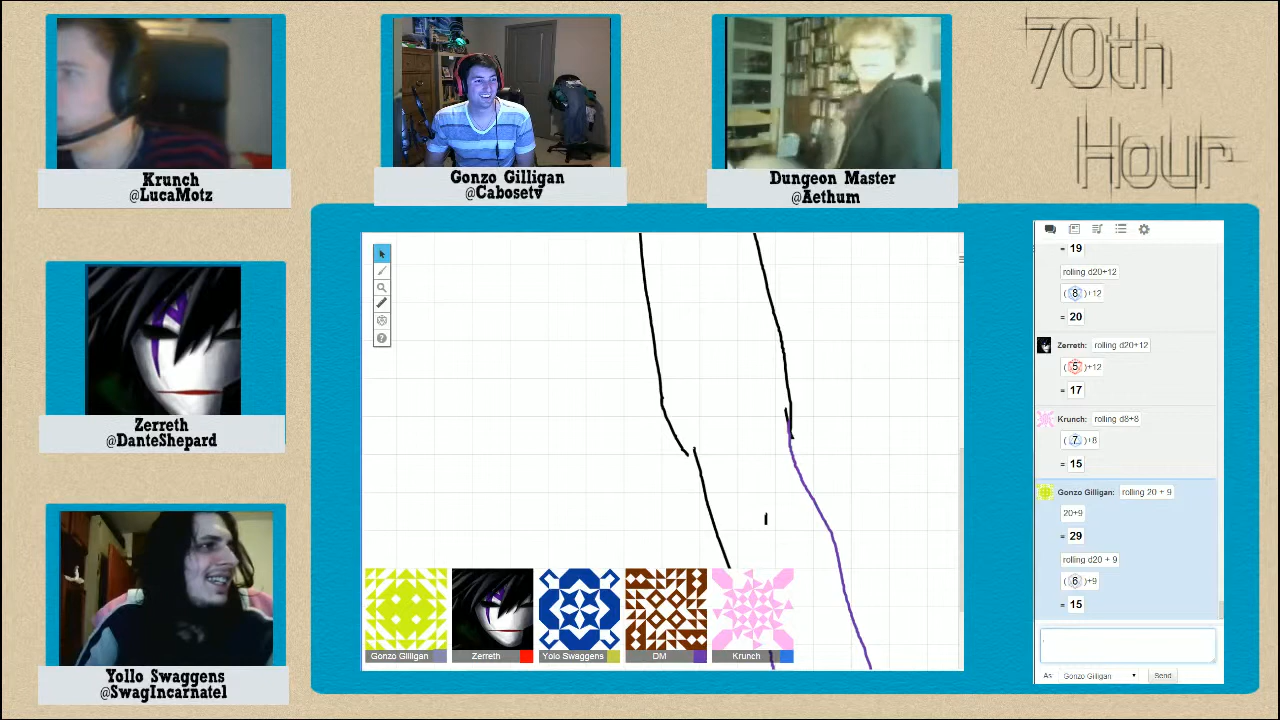 70th
Hour
Krunch
@LucaMotz
Gonzo Gilligan
@Cabosetv
Dungeon Master
@Aethum
Zerreth
@DanteShepard
Yollo Swaggens
@SwagIncarnate1
Gonzo Gilligan
Zerreth
Yolo Swaggens
DM
Krunch
= 19
rolling d20+12
(8)+12
= 20
Zerreth: rolling d20+12
(5)+12
= 17
Krunch: rolling d8+8
(7)+8
= 15
Gonzo Gilligan: rolling 20 + 9
20+9
= 29
rolling d20 + 9
(6)+9
= 15
As Gonzo Gilligan Send